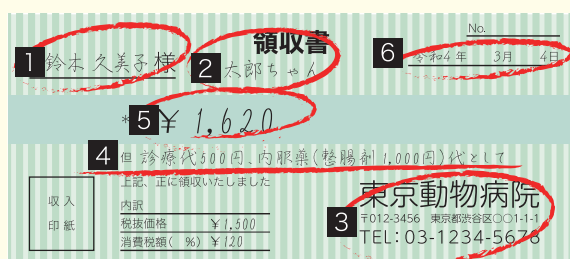 領収書
No.
1 鈴木 久美子 様
2 太郎ちゃん
6 令和4年 3月 4日
5 * ¥ 1,620
4 但 診療代500円、内服薬(整腸剤1,000円)代として
上記、正に領収いたしました
収入
印紙
内訳
税抜価格 ¥1,500
消費税額( %) ¥120
3 東京動物病院
〒012-3456 東京都渋谷区〇〇1-1-1
TEL:03-1234-5678